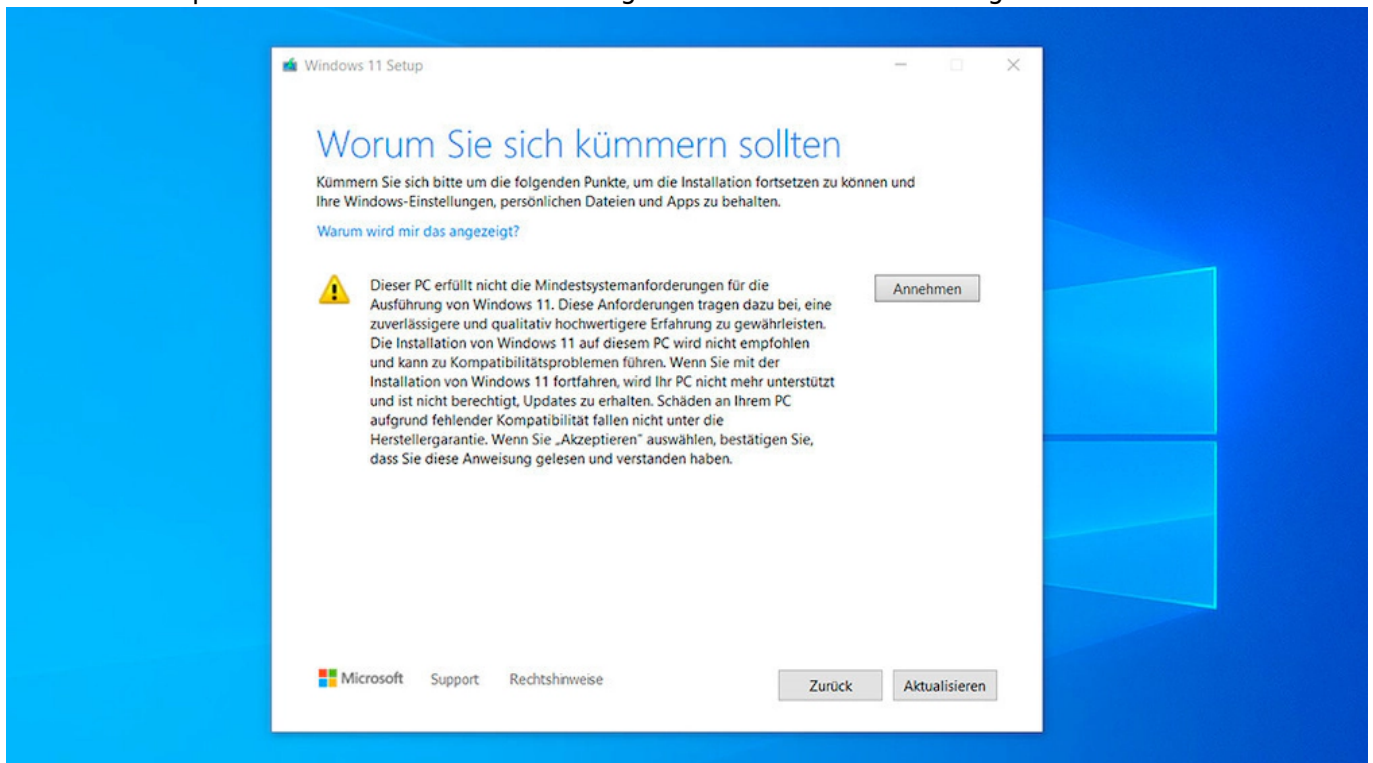 Windows 11 Setup
Worum Sie sich kümmern sollten
Kümmern Sie sich bitte um die folgenden Punkte, um die Installation fortsetzen zu können und
Ihre Windows-Einstellungen, persönlichen Dateien und Apps zu behalten.
Warum wird mir das angezeigt?
Dieser PC erfüllt nicht die Mindestsystemanforderungen für die
Ausführung von Windows 11. Diese Anforderungen tragen dazu bei, eine
zuverlässigere und qualitativ hochwertigere Erfahrung zu gewährleisten.
Die Installation von Windows 11 auf diesem PC wird nicht empfohlen
und kann zu Kompatibilitätsproblemen führen. Wenn Sie mit der
Installation von Windows 11 fortfahren, wird Ihr PC nicht mehr unterstützt
und ist nicht berechtigt, Updates zu erhalten. Schäden an Ihrem PC
aufgrund fehlender Kompatibilität fallen nicht unter die
Herstellergarantie. Wenn Sie „Akzeptieren" auswählen, bestätigen Sie,
dass Sie diese Anweisung gelesen und verstanden haben.
Annehmen
Microsoft Support Rechtshinweise
Zurück Aktualisieren